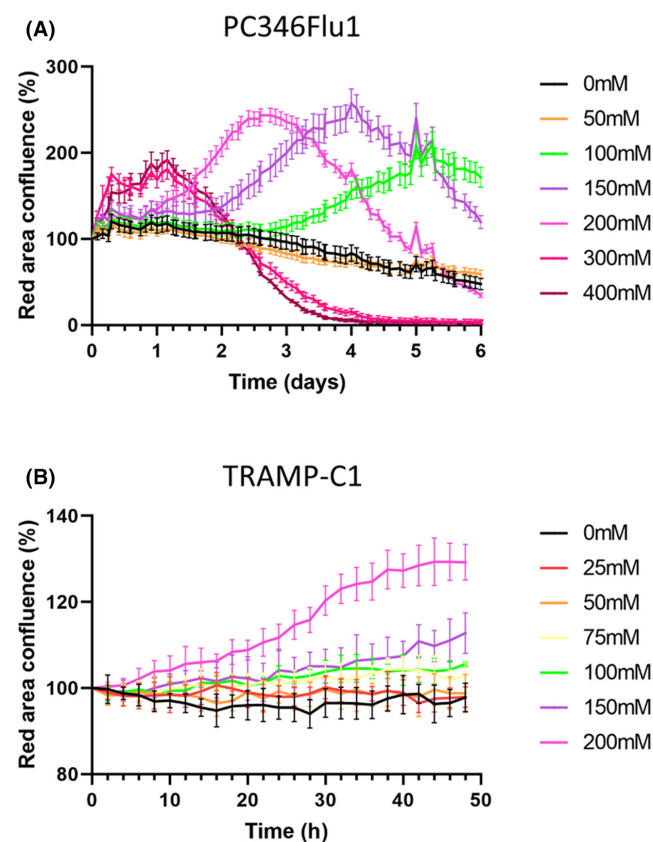 (A)
PC346Flu1
Red area confluence (%)
300
200
100
0
0 1 2 3 4 5 6
Time (days)
0mM
50mM
100mM
150mM
200mM
300mM
400mM
(B)
TRAMP-C1
Red area confluence (%)
140
120
100
80
0 10 20 30 40 50
Time (h)
0mM
25mM
50mM
75mM
100mM
150mM
200mM